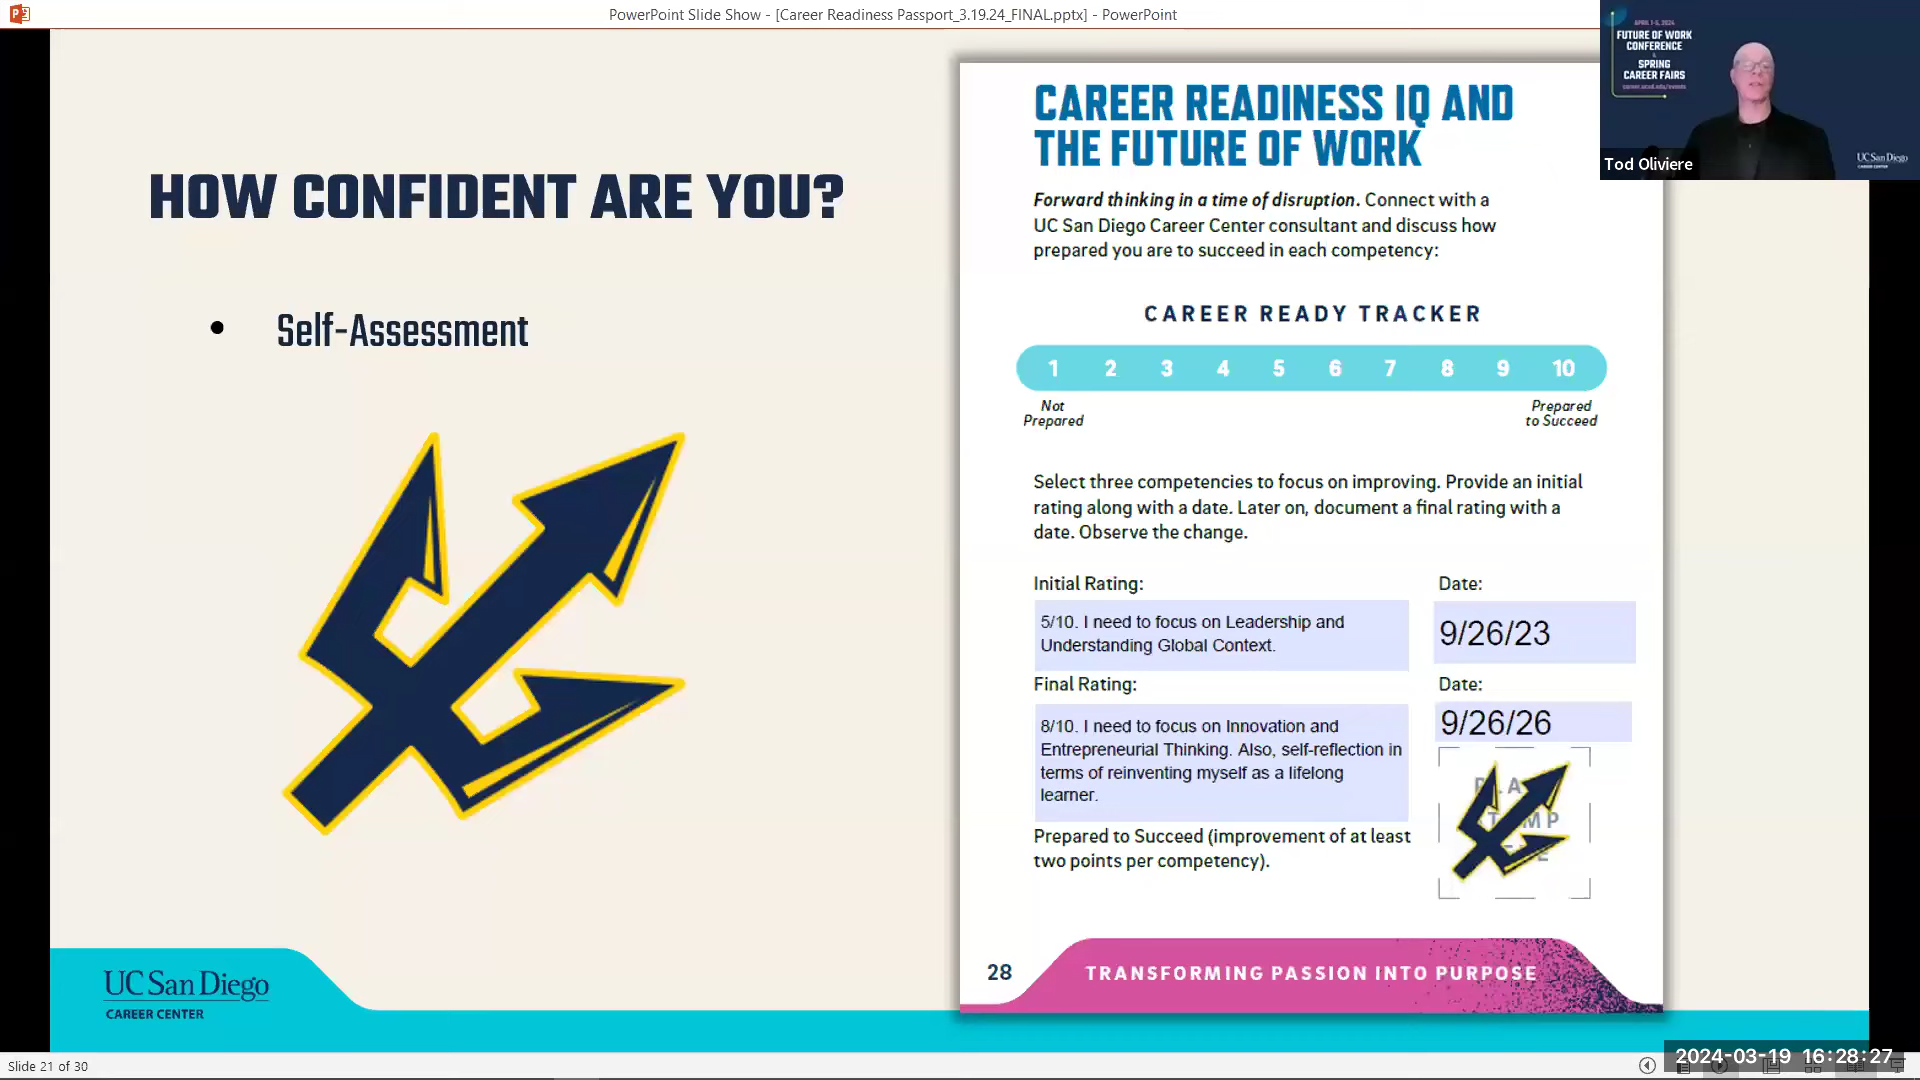 PowerPoint Slide Show - [Career Readiness Passport_3.19.24_FINAL.pptx] - PowerPoint
APRIL 1-5, 2024
FUTURE OF WORK
CONFERENCE
SPRING
CAREER FAIRS
Tod Oliviere
UC San Diego
CAREER CENTER
HOW CONFIDENT ARE YOU?
• Self-Assessment
UC San Diego
CAREER CENTER
CAREER READINESS IQ AND
THE FUTURE OF WORK
Forward thinking in a time of disruption. Connect with a
UC San Diego Career Center consultant and discuss how
prepared you are to succeed in each competency:
CAREER READY TRACKER
1 2 3 4 5 6 7 8 9 10
Not
Prepared
Prepared
to Succeed
Select three competencies to focus on improving. Provide an initial
rating along with a date. Later on, document a final rating with a
date. Observe the change.
Initial Rating:
Date:
5/10. I need to focus on Leadership and
Understanding Global Context.
9/26/23
Final Rating:
Date:
8/10. I need to focus on Innovation and
Entrepreneurial Thinking. Also, self-reflection in
terms of reinventing myself as a lifelong
learner.
9/26/26
Prepared to Succeed (improvement of at least
two points per competency).
28
TRANSFORMING PASSION INTO PURPOSE
Slide 21 of 30
2024-03-19 16:28:27